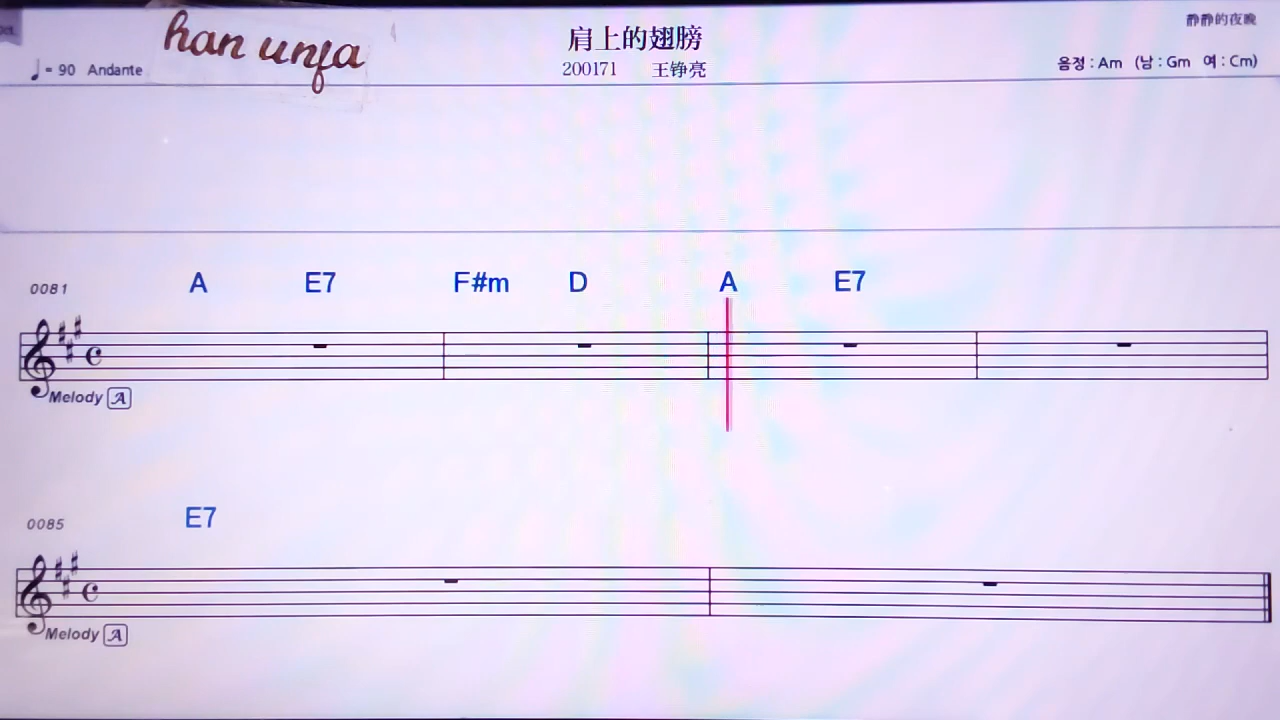 han unfa
肩上的翅膀
静静的夜晚
♩= 90 Andante
200171 王铮亮
음정 : Am (남 : Gm 여 : Cm)
0081 A E7 F#m D A E7
Melody A
0085 E7
Melody A